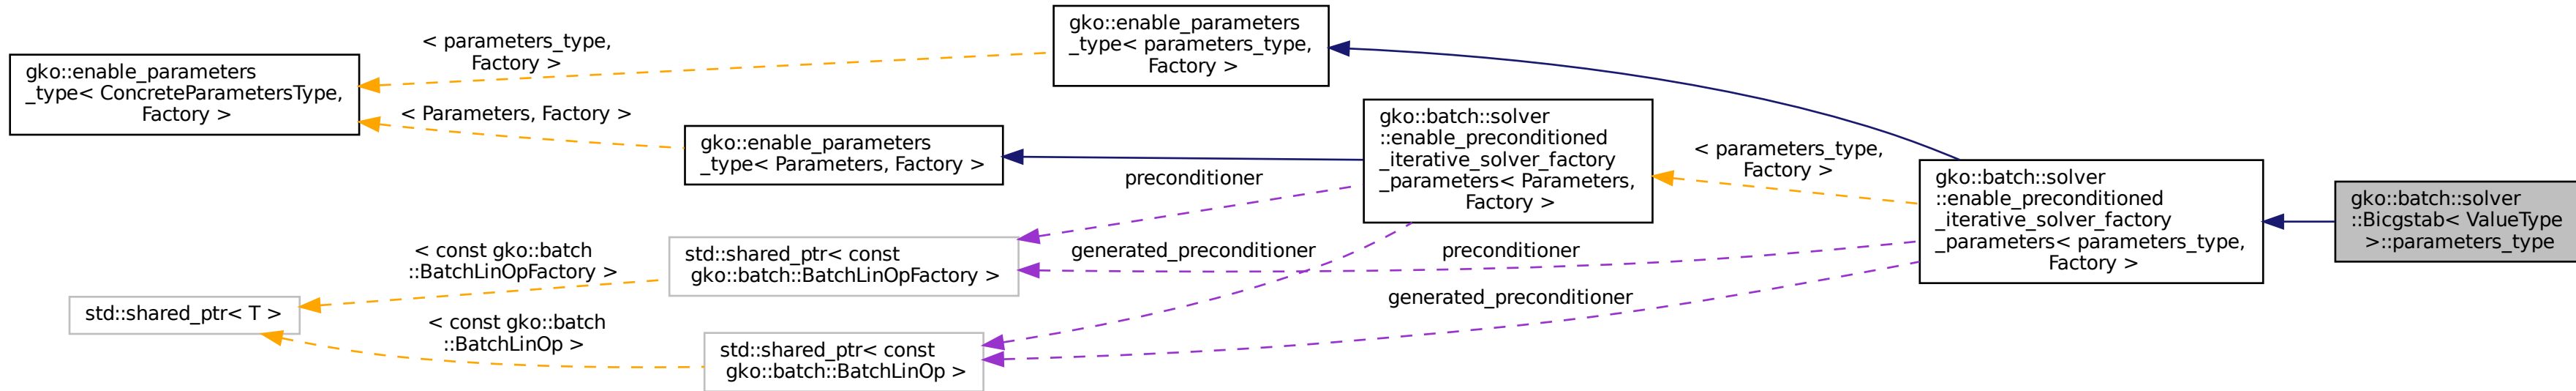 gko::enable_parameters
_type< ConcreteParametersType,
Factory >
< parameters_type,
Factory >
< Parameters, Factory >
gko::enable_parameters
_type< parameters_type,
Factory >
gko::enable_parameters
_type< Parameters, Factory >
gko::batch::solver
::enable_preconditioned
_iterative_solver_factory
_parameters< Parameters,
Factory >
< parameters_type,
Factory >
gko::batch::solver
::enable_preconditioned
_iterative_solver_factory
_parameters< parameters_type,
Factory >
gko::batch::solver
::Bicgstab< ValueType
>::parameters_type
preconditioner
generated_preconditioner
preconditioner
generated_preconditioner
std::shared_ptr< const
gko::batch::BatchLinOpFactory >
< const gko::batch
::BatchLinOpFactory >
std::shared_ptr< T >
< const gko::batch
::BatchLinOp >
std::shared_ptr< const
gko::batch::BatchLinOp >